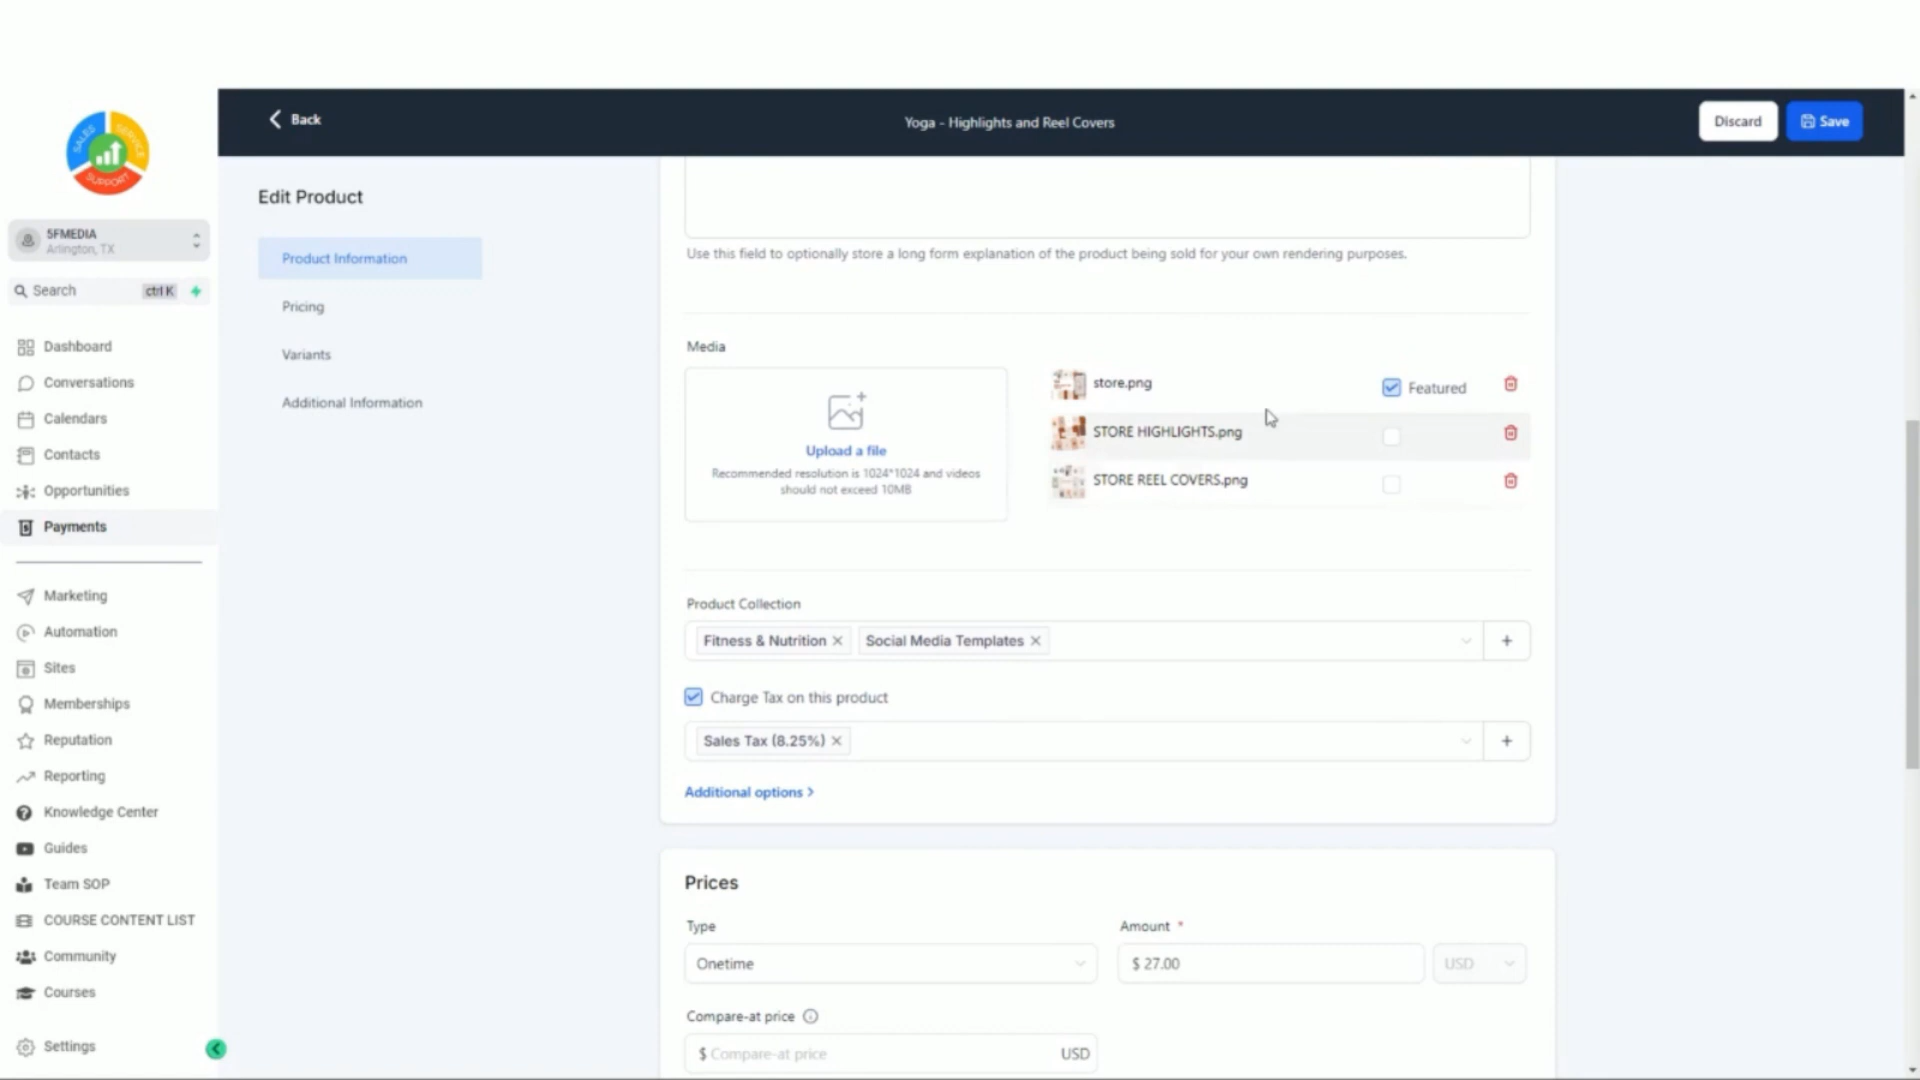 Back
Yoga - Highlights and Reel Covers
Discard
Save
SALES
SERVICE
SUPPORT
5FMEDIA
Arlington, TX
Search
ctrl K
Dashboard
Conversations
Calendars
Contacts
Opportunities
Payments
Marketing
Automation
Sites
Memberships
Reputation
Reporting
Knowledge Center
Guides
Team SOP
COURSE CONTENT LIST
Community
Courses
Settings
Edit Product
Product Information
Pricing
Variants
Additional Information
Use this field to optionally store a long form explanation of the product being sold for your own rendering purposes.
Media
Upload a file
Recommended resolution is 1024*1024 and videos
should not exceed 10MB
store.png
Featured
STORE HIGHLIGHTS.png
STORE REEL COVERS.png
Product Collection
Fitness & Nutrition
Social Media Templates
Charge Tax on this product
Sales Tax (8.25%)
Additional options
Prices
Type
Amount *
Onetime
$ 27.00
USD
Compare-at price
$ Compare-at price
USD